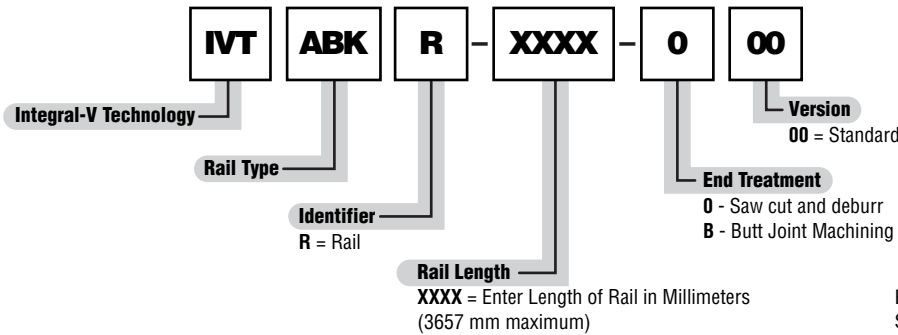 IVT ABK R – XXXX – 0 00
Integral-V Technology
Version
00 = Standard
Rail Type
End Treatment
0 - Saw cut and deburr
B - Butt Joint Machining
Identifier
R = Rail
Rail Length
XXXX = Enter Length of Rail in Millimeters
(3657 mm maximum)